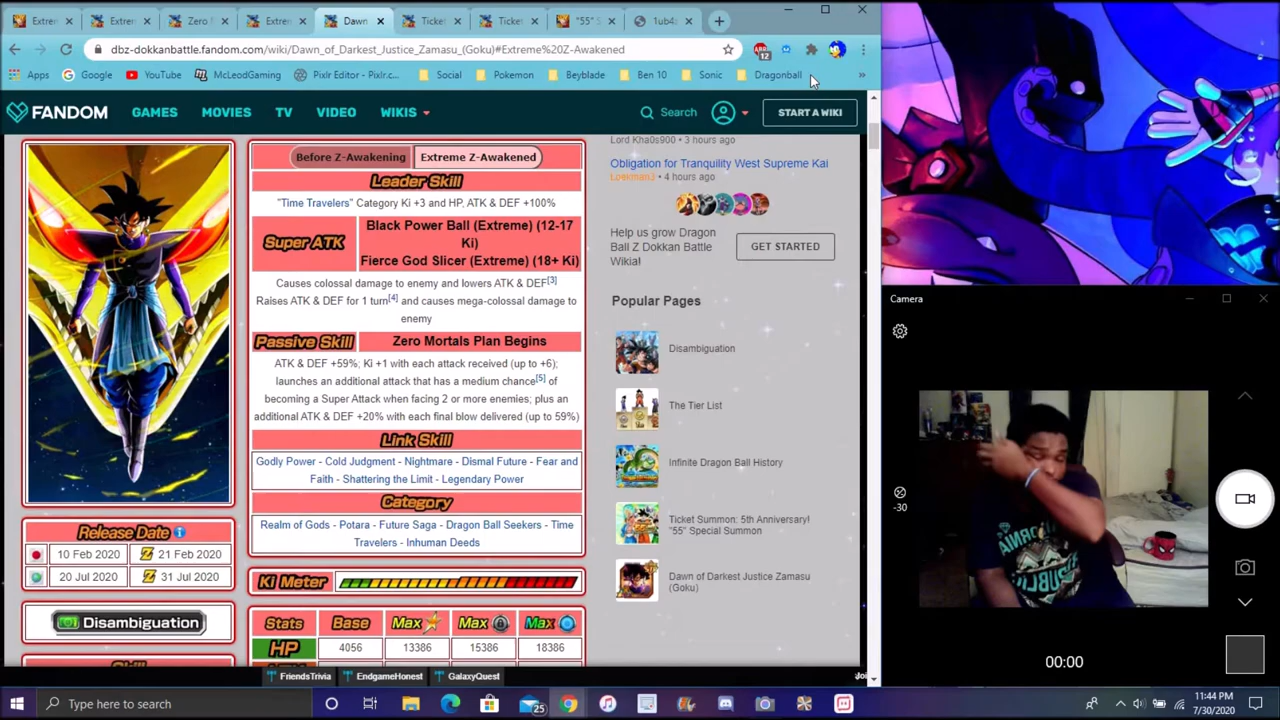 Extrem
Extrem
Zero M
Extrem
Dawn
Ticket
Ticket
"55" S
1ub4
dbz-dokkanbattle.fandom.com/wiki/Dawn_of_Darkest_Justice_Zamasu_(Goku)#Extreme%20Z-Awakened
12
Apps
Google
YouTube
McLeodGaming
Pixlr Editor - Pixlr.c...
Social
Pokemon
Beyblade
Ben 10
Sonic
Dragonball
»
FANDOM
GAMES
MOVIES
TV
VIDEO
WIKIS
Search
START A WIKI
Before Z-Awakening
Extreme Z-Awakened
Leader Skill
"Time Travelers" Category Ki +3 and HP, ATK & DEF +100%
Super ATK
Black Power Ball (Extreme) (12-17
Ki)
Fierce God Slicer (Extreme) (18+ Ki)
Causes colossal damage to enemy and lowers ATK & DEF[3]
Raises ATK & DEF for 1 turn[4] and causes mega-colossal damage to
enemy
Passive Skill
Zero Mortals Plan Begins
ATK & DEF +59%; Ki +1 with each attack received (up to +6);
launches an additional attack that has a medium chance[5] of
becoming a Super Attack when facing 2 or more enemies; plus an
additional ATK & DEF +20% with each final blow delivered (up to 59%)
Link Skill
Godly Power - Cold Judgment - Nightmare - Dismal Future - Fear and
Faith - Shattering the Limit - Legendary Power
Category
Realm of Gods - Potara - Future Saga - Dragon Ball Seekers - Time
Travelers - Inhuman Deeds
Ki Meter
Stats
Base
Max
Max
Max
HP
4056
13386
15386
18386
Release Date
10 Feb 2020
Z 21 Feb 2020
20 Jul 2020
Z 31 Jul 2020
Disambiguation
Lord Kha0s900 • 3 hours ago
Obligation for Tranquility West Supreme Kai
• 4 hours ago
Help us grow Dragon
Ball Z Dokkan Battle
Wikia!
GET STARTED
Popular Pages
Disambiguation
The Tier List
Infinite Dragon Ball History
Ticket Summon: 5th Anniversary!
"55" Special Summon
Dawn of Darkest Justice Zamasu
(Goku)
FriendsTrivia
EndgameHonest
GalaxyQuest
Camera
-30
00:00
Type here to search
25
11:44 PM
7/30/2020